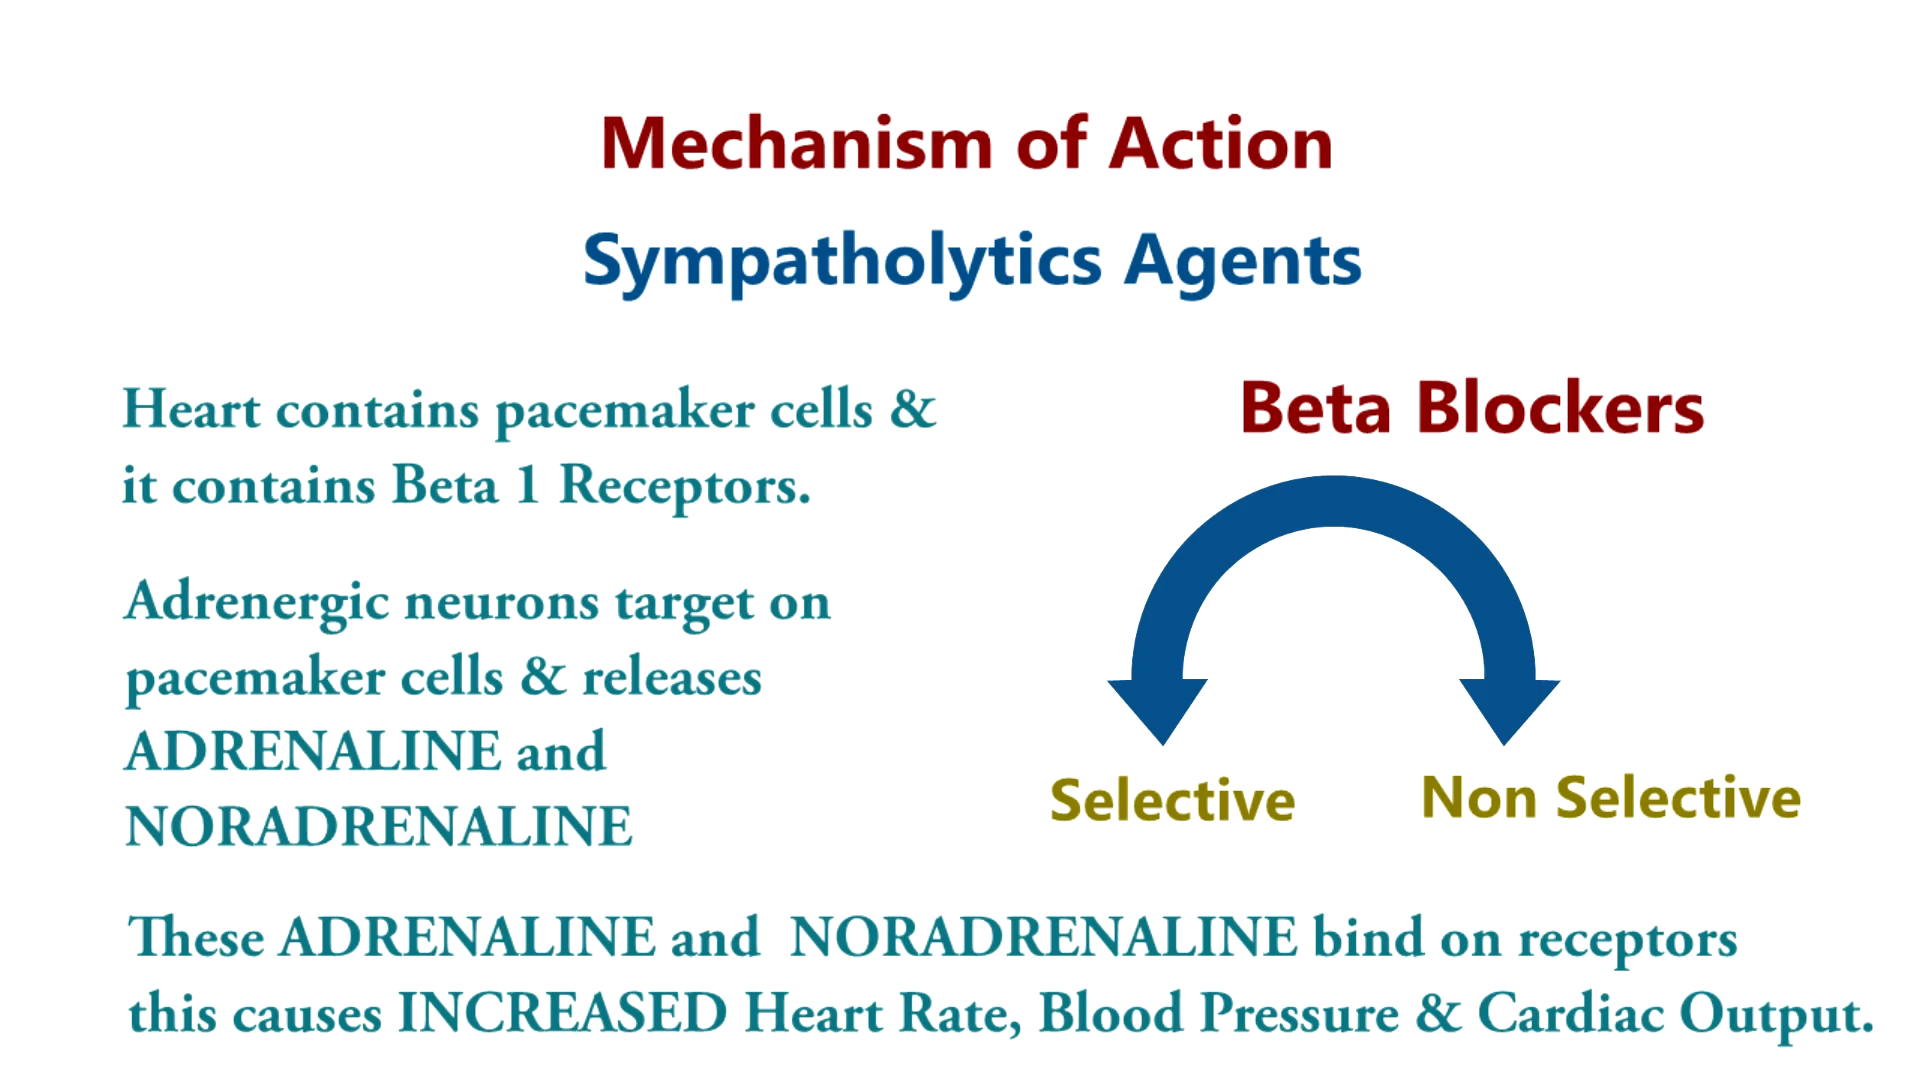 Mechanism of Action
Sympatholytics Agents
Heart contains pacemaker cells &
it contains Beta 1 Receptors.
Adrenergic neurons target on
pacemaker cells & releases
ADRENALINE and
NORADRENALINE
Beta Blockers
Selective
Non Selective
These ADRENALINE and NORADRENALINE bind on receptors
this causes INCREASED Heart Rate, Blood Pressure & Cardiac Output.